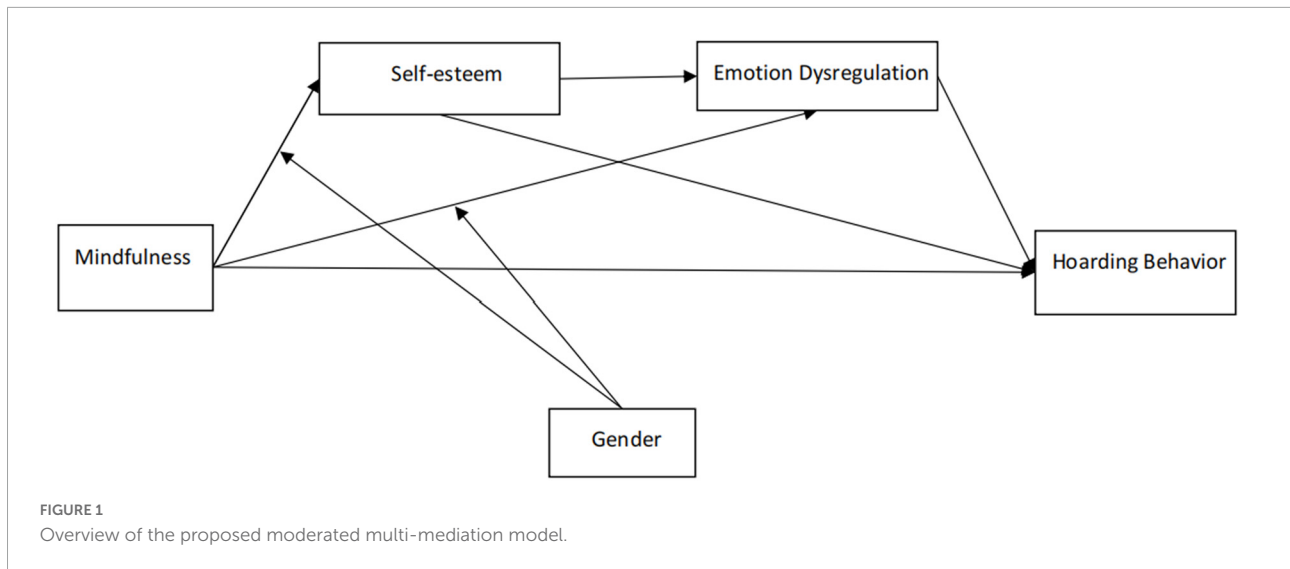 Self-esteem
Emotion Dysregulation
Mindfulness
Hoarding Behavior
Gender
FIGURE 1
Overview of the proposed moderated multi-mediation model.